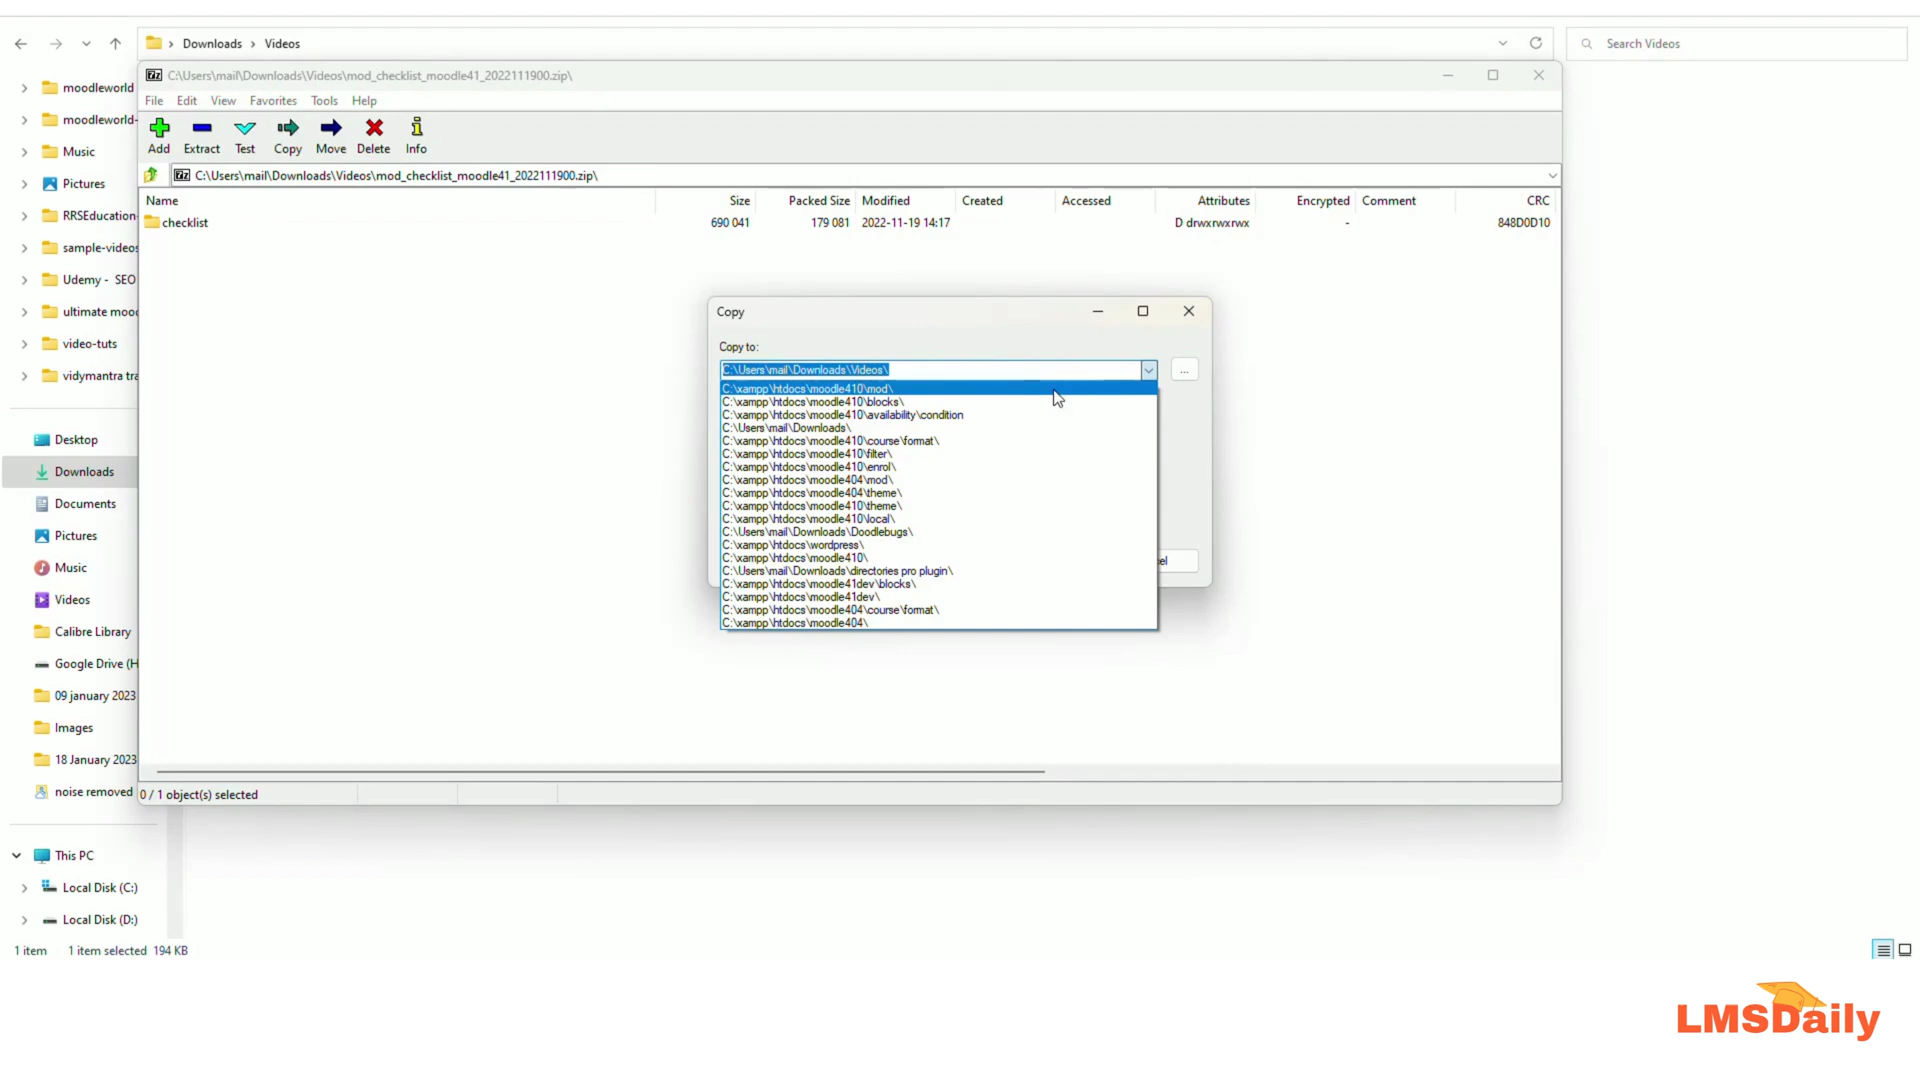 Downloads > Videos
Search Videos
moodleworld
moodleworld-
Music
Pictures
RRSEducation-
sample-videos
Udemy - SEO
ultimate mood
video-tuts
vidymantra tra
Desktop
Downloads
Documents
Pictures
Music
Videos
Calibre Library
Google Drive (H
09 january 2023
Images
18 January 2023
noise removed
This PC
Local Disk (C:)
Local Disk (D:)
1 item 1 item selected 194 KB
C:\Users\mail\Downloads\Videos\mod_checklist_moodle41_2022111900.zip\
File Edit View Favorites Tools Help
Add Extract Test Copy Move Delete Info
C:\Users\mail\Downloads\Videos\mod_checklist_moodle41_2022111900.zip\
Name Size Packed Size Modified Created Accessed Attributes Encrypted Comment CRC
checklist 690 041 179 081 2022-11-19 14:17 D drwxrwxrwx - 848D0D10
Copy
Copy to:
C:\Users\mail\Downloads\Videos\
...
C:\xampp\htdocs\moodle410\mod\
C:\xampp\htdocs\moodle410\blocks\
C:\xampp\htdocs\moodle410\availability\condition
C:\Users\mail\Downloads\
C:\xampp\htdocs\moodle410\course\format\
C:\xampp\htdocs\moodle410\filter\
C:\xampp\htdocs\moodle410\enrol\
C:\xampp\htdocs\moodle404\mod\
C:\xampp\htdocs\moodle404\theme\
C:\xampp\htdocs\moodle410\theme\
C:\xampp\htdocs\moodle410\local\
C:\Users\mail\Downloads\Doodlebugs\
C:\xampp\htdocs\wordpress\
C:\xampp\htdocs\moodle410\
C:\Users\mail\Downloads\directories pro plugin\
C:\xampp\htdocs\moodle41dev\blocks\
C:\xampp\htdocs\moodle41dev\
C:\xampp\htdocs\moodle404\course\format\
C:\xampp\htdocs\moodle404\
el
0 / 1 object(s) selected
LMSDaily